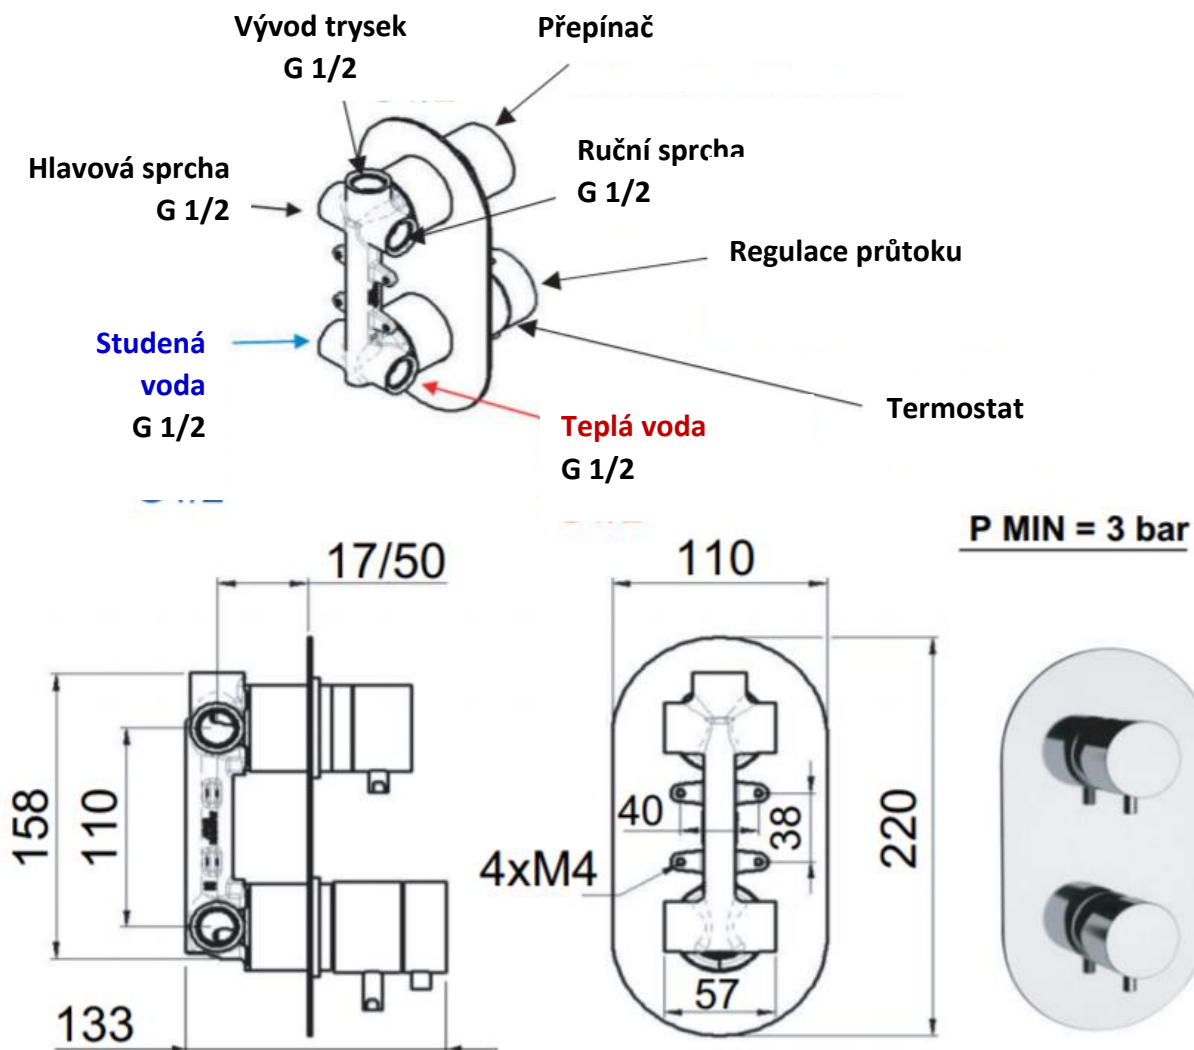 Vývod trysek
G 1/2
Přepínač
Hlavová sprcha
G 1/2
Ruční sprcha
G 1/2
Regulace průtoku
Studená
voda
G 1/2
Termostat
Teplá voda
G 1/2
P MIN = 3 bar
17/50
110
158
110
40
38
220
4xM4
57
133